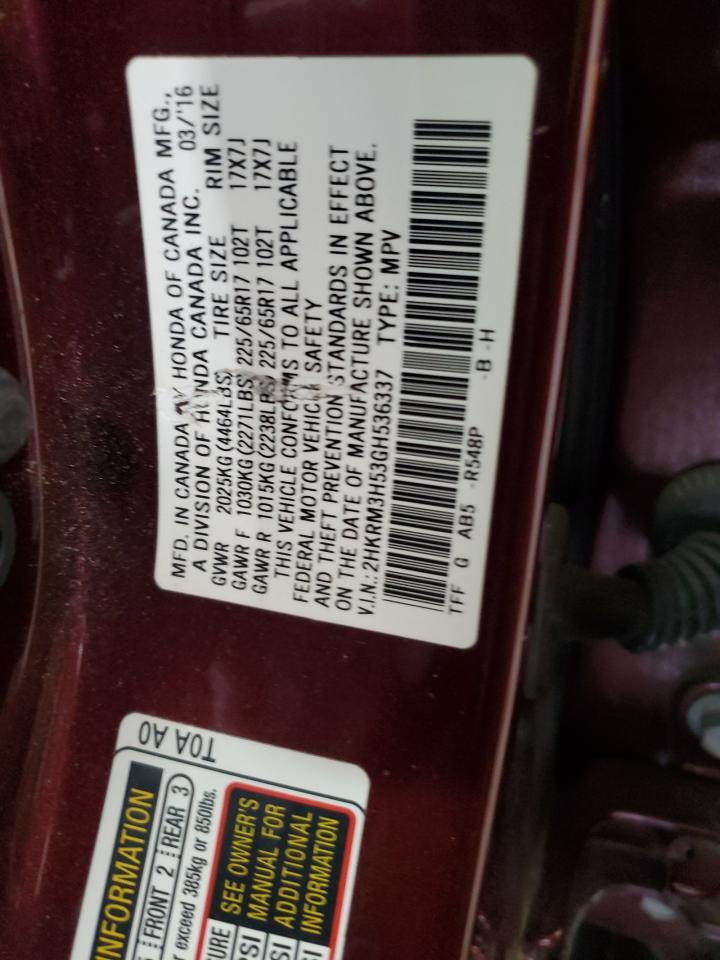 MFD. IN CANADA BY HONDA OF CANADA MFG.,
A DIVISION OF HONDA CANADA INC. 03/'16
GVWR 2025KG(4464LBS) TIRE SIZE RIM SIZE
GAWR F 1030KG(2271LBS) 225/65R17 102T 17X7J
GAWR R 1015KG(2238LBS) 225/65R17 102T 17X7J
THIS VEHICLE CONFORMS TO ALL APPLICABLE
FEDERAL MOTOR VEHICLE SAFETY
AND THEFT PREVENTION STANDARDS IN EFFECT
ON THE DATE OF MANUFACTURE SHOWN ABOVE.
V.I.N.: 2HKRM3H53GH536337 TYPE: MPV
TFF G AB5 -R548P -B -H
T0A A0
INFORMATION
FRONT 2 REAR 3
exceed 385kg or 850lbs.
SEE OWNER'S
MANUAL FOR
ADDITIONAL
INFORMATION